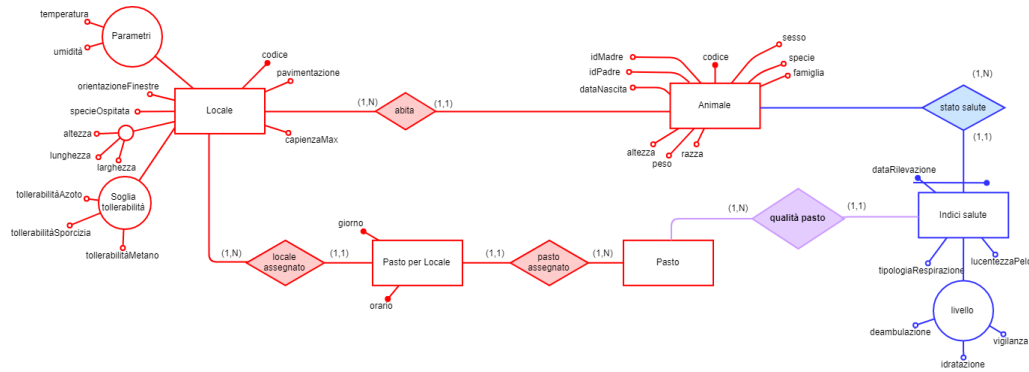 temperatura
Parametri
umidità
codice
pavimentazione
orientazioneFinestre
Locale
specieOspitata
altezza
lunghezza
larghezza
capienzaMax
Soglia
tollerabilità
tollerabilitàAzoto
tollerabilitàSporcizia
tollerabilitàMetano
(1,N)
abita
(1,1)
sesso
idMadre
codice
specie
idPadre
famiglia
dataNascita
Animale
altezza
peso
razza
(1,N)
stato salute
(1,1)
dataRilevazione
Indici salute
tipologiaRespirazione
lucentezzaPelo
livello
deambulazione
vigilanza
idratazione
(1,N)
qualità pasto
(1,1)
giorno
(1,N)
locale
assegnato
(1,1)
Pasto per Locale
(1,1)
pasto
assegnato
(1,N)
Pasto
orario